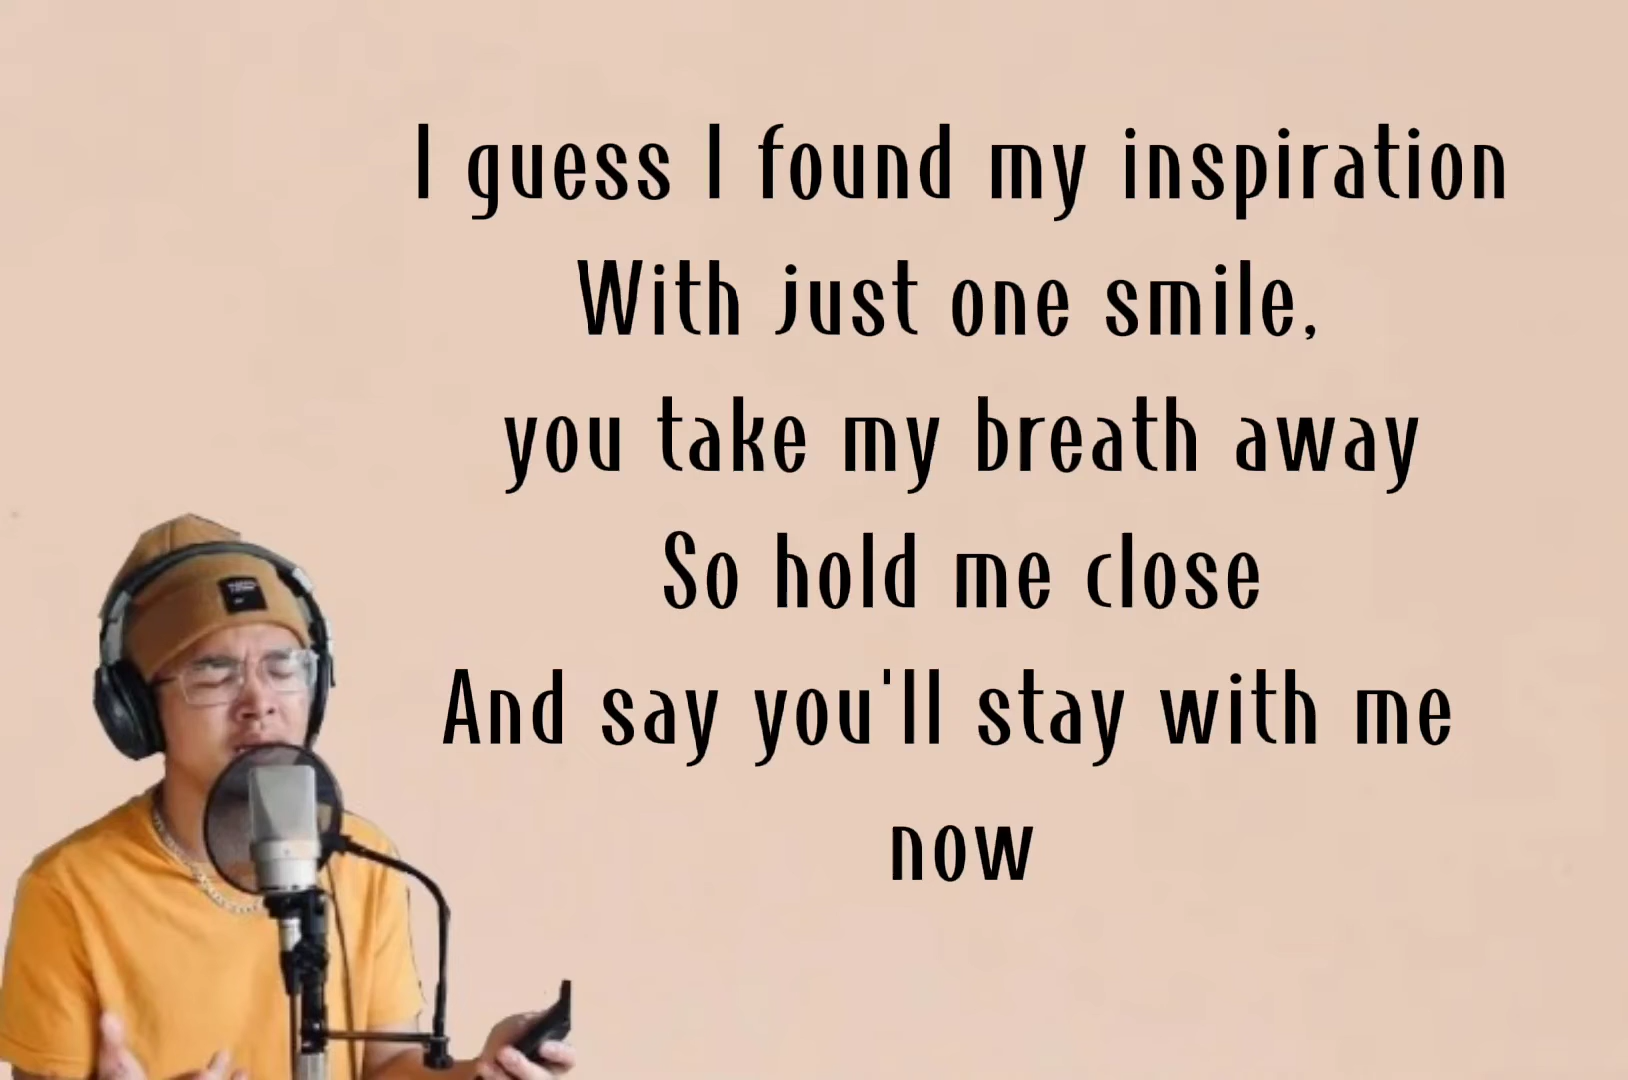 I guess I found my inspiration
With just one smile,
you take my breath away
So hold me close
And say you'll stay with me
now